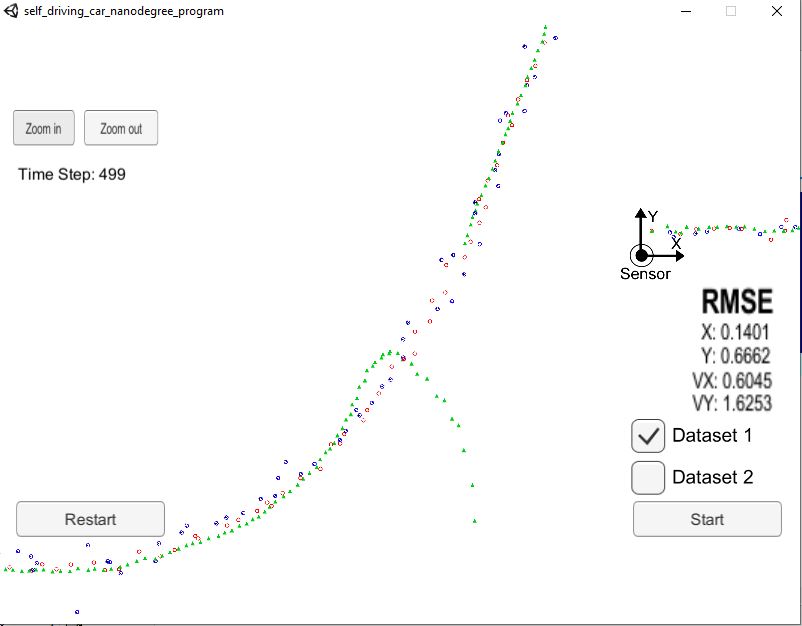 self_driving_car_nanodegree_program
Zoom in
Zoom out
Time Step: 499
Y
X
Sensor
RMSE
X: 0.1401
Y: 0.6662
VX: 0.6045
VY: 1.6253
Dataset 1
Dataset 2
Restart
Start